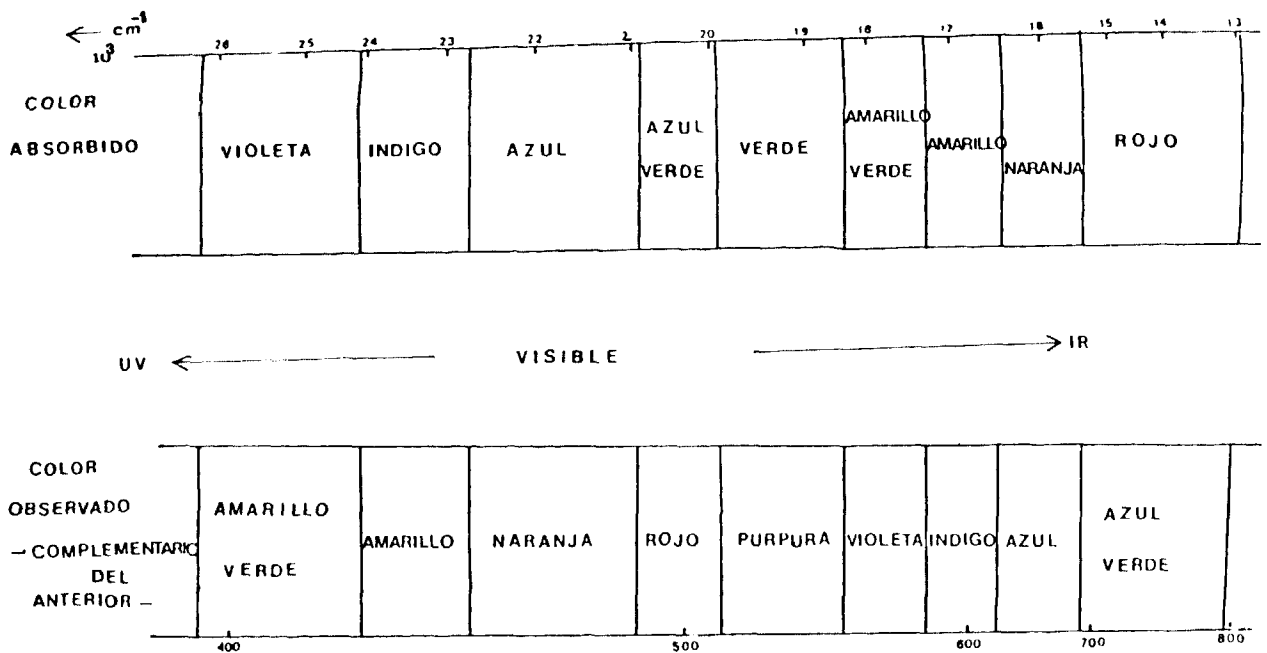 ← cm⁻¹
10³ 26 25 24 23 22 2 20 19 18 17 16 15 14 13
COLOR
ABSORBIDO
VIOLETA
INDIGO
AZUL
AZUL
VERDE
VERDE
AMARILLO
VERDE
AMARILLO
NARANJA
ROJO
UV ← VISIBLE → IR
COLOR
OBSERVADO
— COMPLEMENTARIO
DEL
ANTERIOR —
AMARILLO
VERDE
AMARILLO
NARANJA
ROJO
PURPURA
VIOLETA
INDIGO
AZUL
AZUL
VERDE
400 500 600 700 800